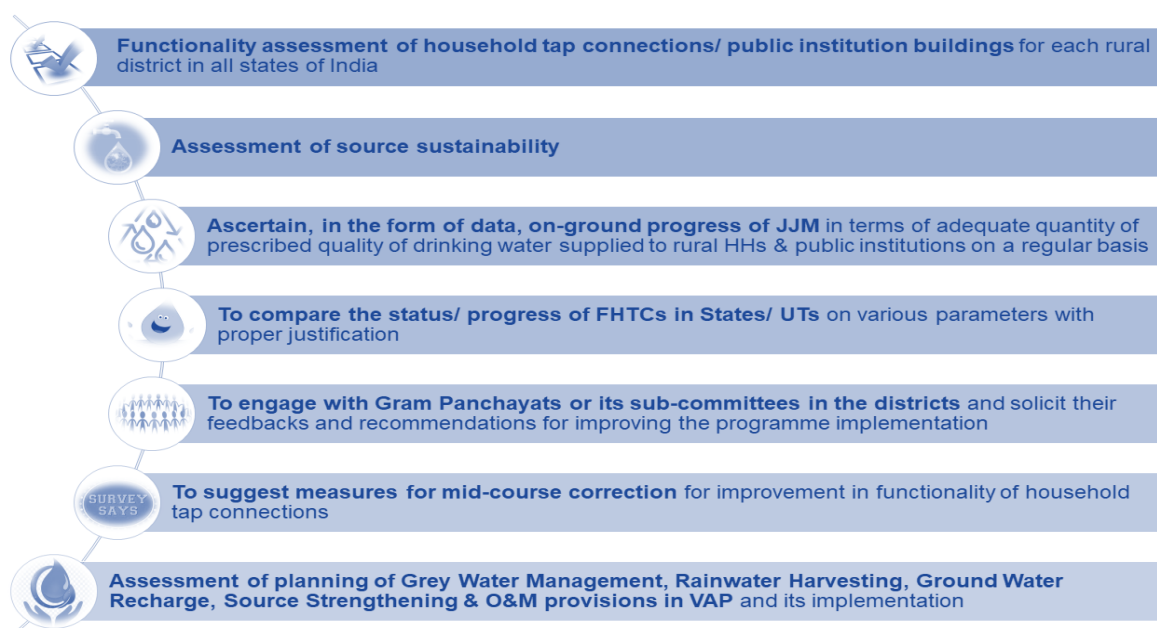 Functionality assessment of household tap connections/ public institution buildings for each rural
district in all states of India
Assessment of source sustainability
Ascertain, in the form of data, on-ground progress of JJM in terms of adequate quantity of
prescribed quality of drinking water supplied to rural HHs & public institutions on a regular basis
To compare the status/ progress of FHTCs in States/ UTs on various parameters with
proper justification
To engage with Gram Panchayats or its sub-committees in the districts and solicit their
feedbacks and recommendations for improving the programme implementation
SURVEY
SAYS
To suggest measures for mid-course correction for improvement in functionality of household
tap connections
Assessment of planning of Grey Water Management, Rainwater Harvesting, Ground Water
Recharge, Source Strengthening & O&M provisions in VAP and its implementation